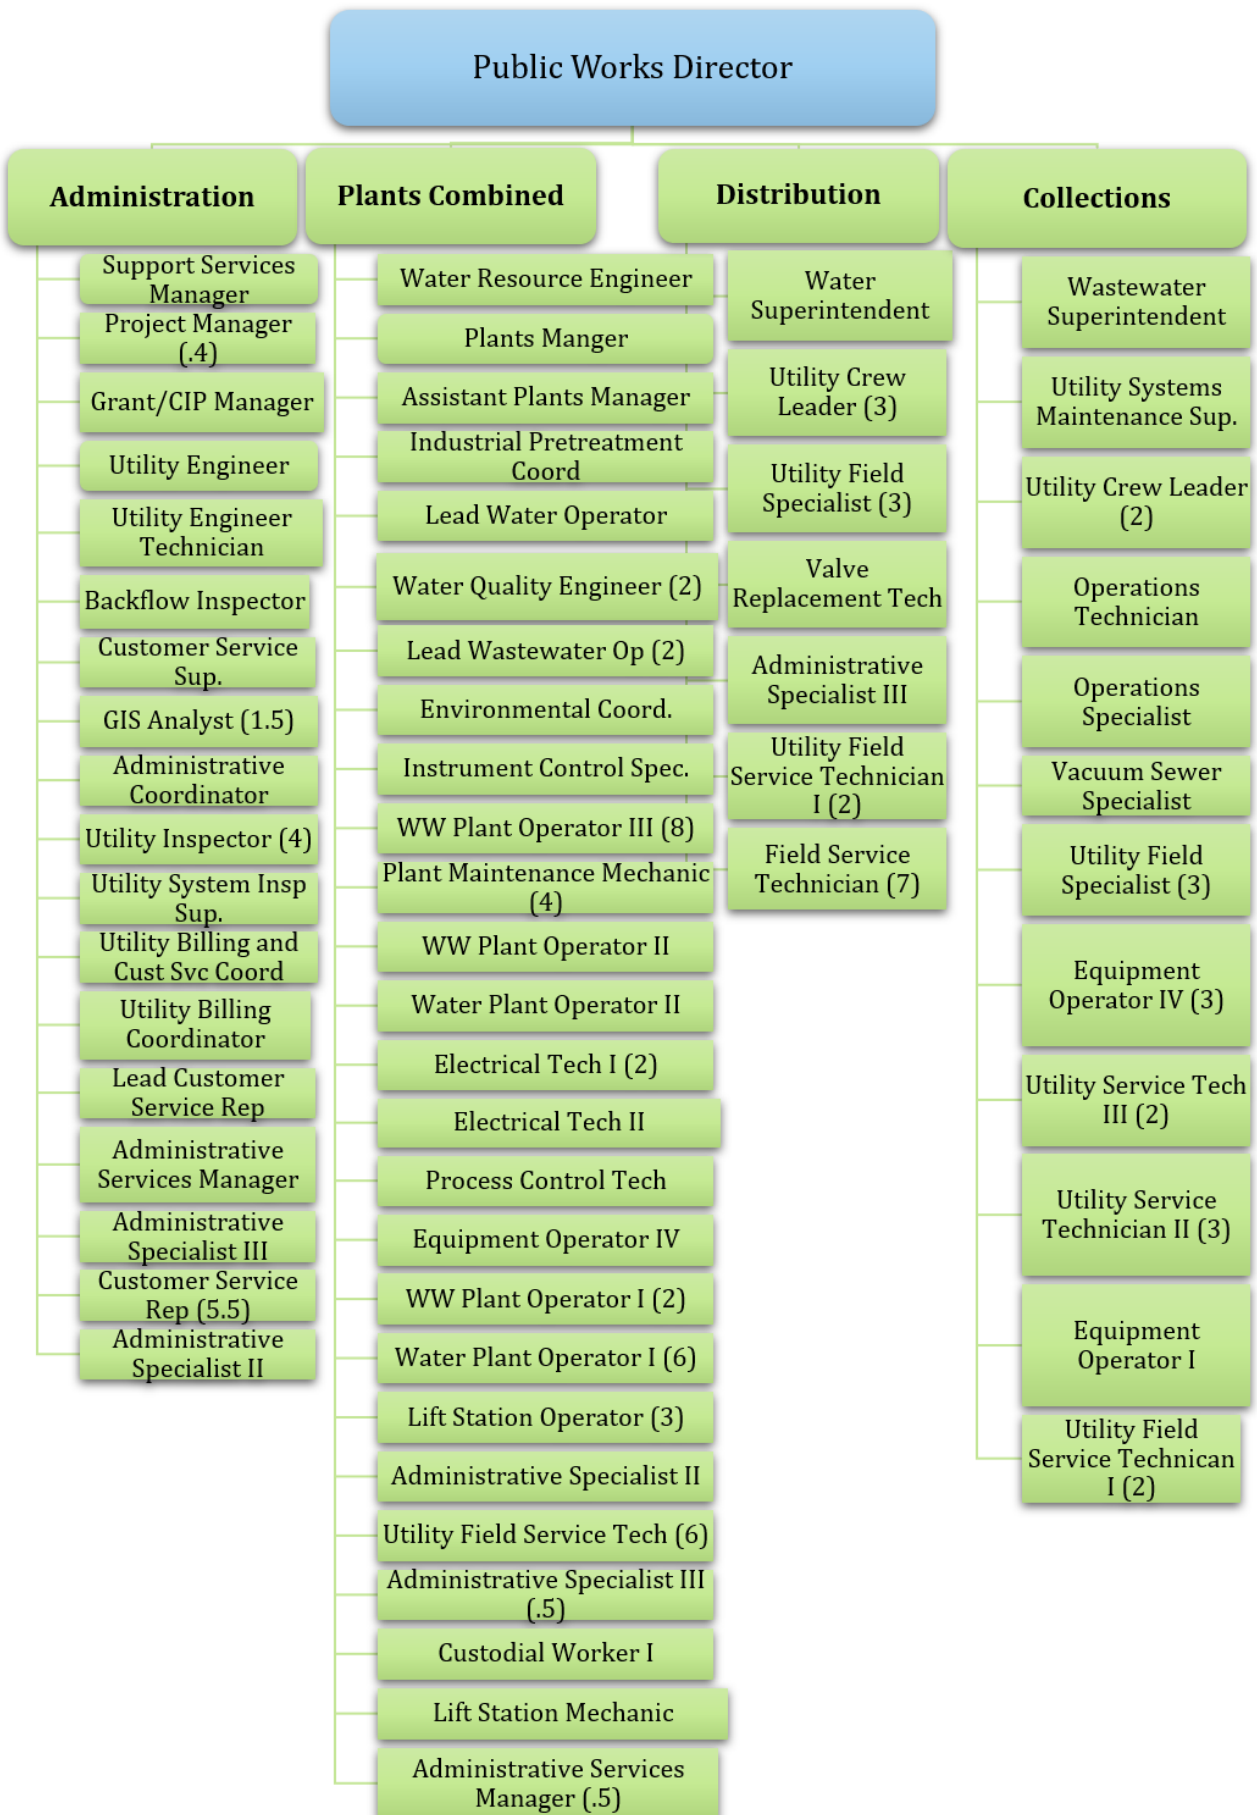 Public Works Director
Administration
Support Services
Manager
Project Manager
(.4)
Grant/CIP Manager
Utility Engineer
Utility Engineer
Technician
Backflow Inspector
Customer Service
Sup.
GIS Analyst (1.5)
Administrative
Coordinator
Utility Inspector (4)
Utility System Insp
Sup.
Utility Billing and
Cust Svc Coord
Utility Billing
Coordinator
Lead Customer
Service Rep
Administrative
Services Manager
Administrative
Specialist III
Customer Service
Rep (5.5)
Administrative
Specialist II
Plants Combined
Water Resource Engineer
Plants Manger
Assistant Plants Manager
Industrial Pretreatment
Coord
Lead Water Operator
Water Quality Engineer (2)
Lead Wastewater Op (2)
Environmental Coord.
Instrument Control Spec.
WW Plant Operator III (8)
Plant Maintenance Mechanic
(4)
WW Plant Operator II
Water Plant Operator II
Electrical Tech I (2)
Electrical Tech II
Process Control Tech
Equipment Operator IV
WW Plant Operator I (2)
Water Plant Operator I (6)
Lift Station Operator (3)
Administrative Specialist II
Utility Field Service Tech (6)
Administrative Specialist III
(.5)
Custodial Worker I
Lift Station Mechanic
Administrative Services
Manager (.5)
Distribution
Water
Superintendent
Utility Crew
Leader (3)
Utility Field
Specialist (3)
Valve
Replacement Tech
Administrative
Specialist III
Utility Field
Service Technician
I (2)
Field Service
Technician (7)
Collections
Wastewater
Superintendent
Utility Systems
Maintenance Sup.
Utility Crew Leader
(2)
Operations
Technician
Operations
Specialist
Vacuum Sewer
Specialist
Utility Field
Specialist (3)
Equipment
Operator IV (3)
Utility Service Tech
III (2)
Utility Service
Technician II (3)
Equipment
Operator I
Utility Field
Service Technican
I (2)